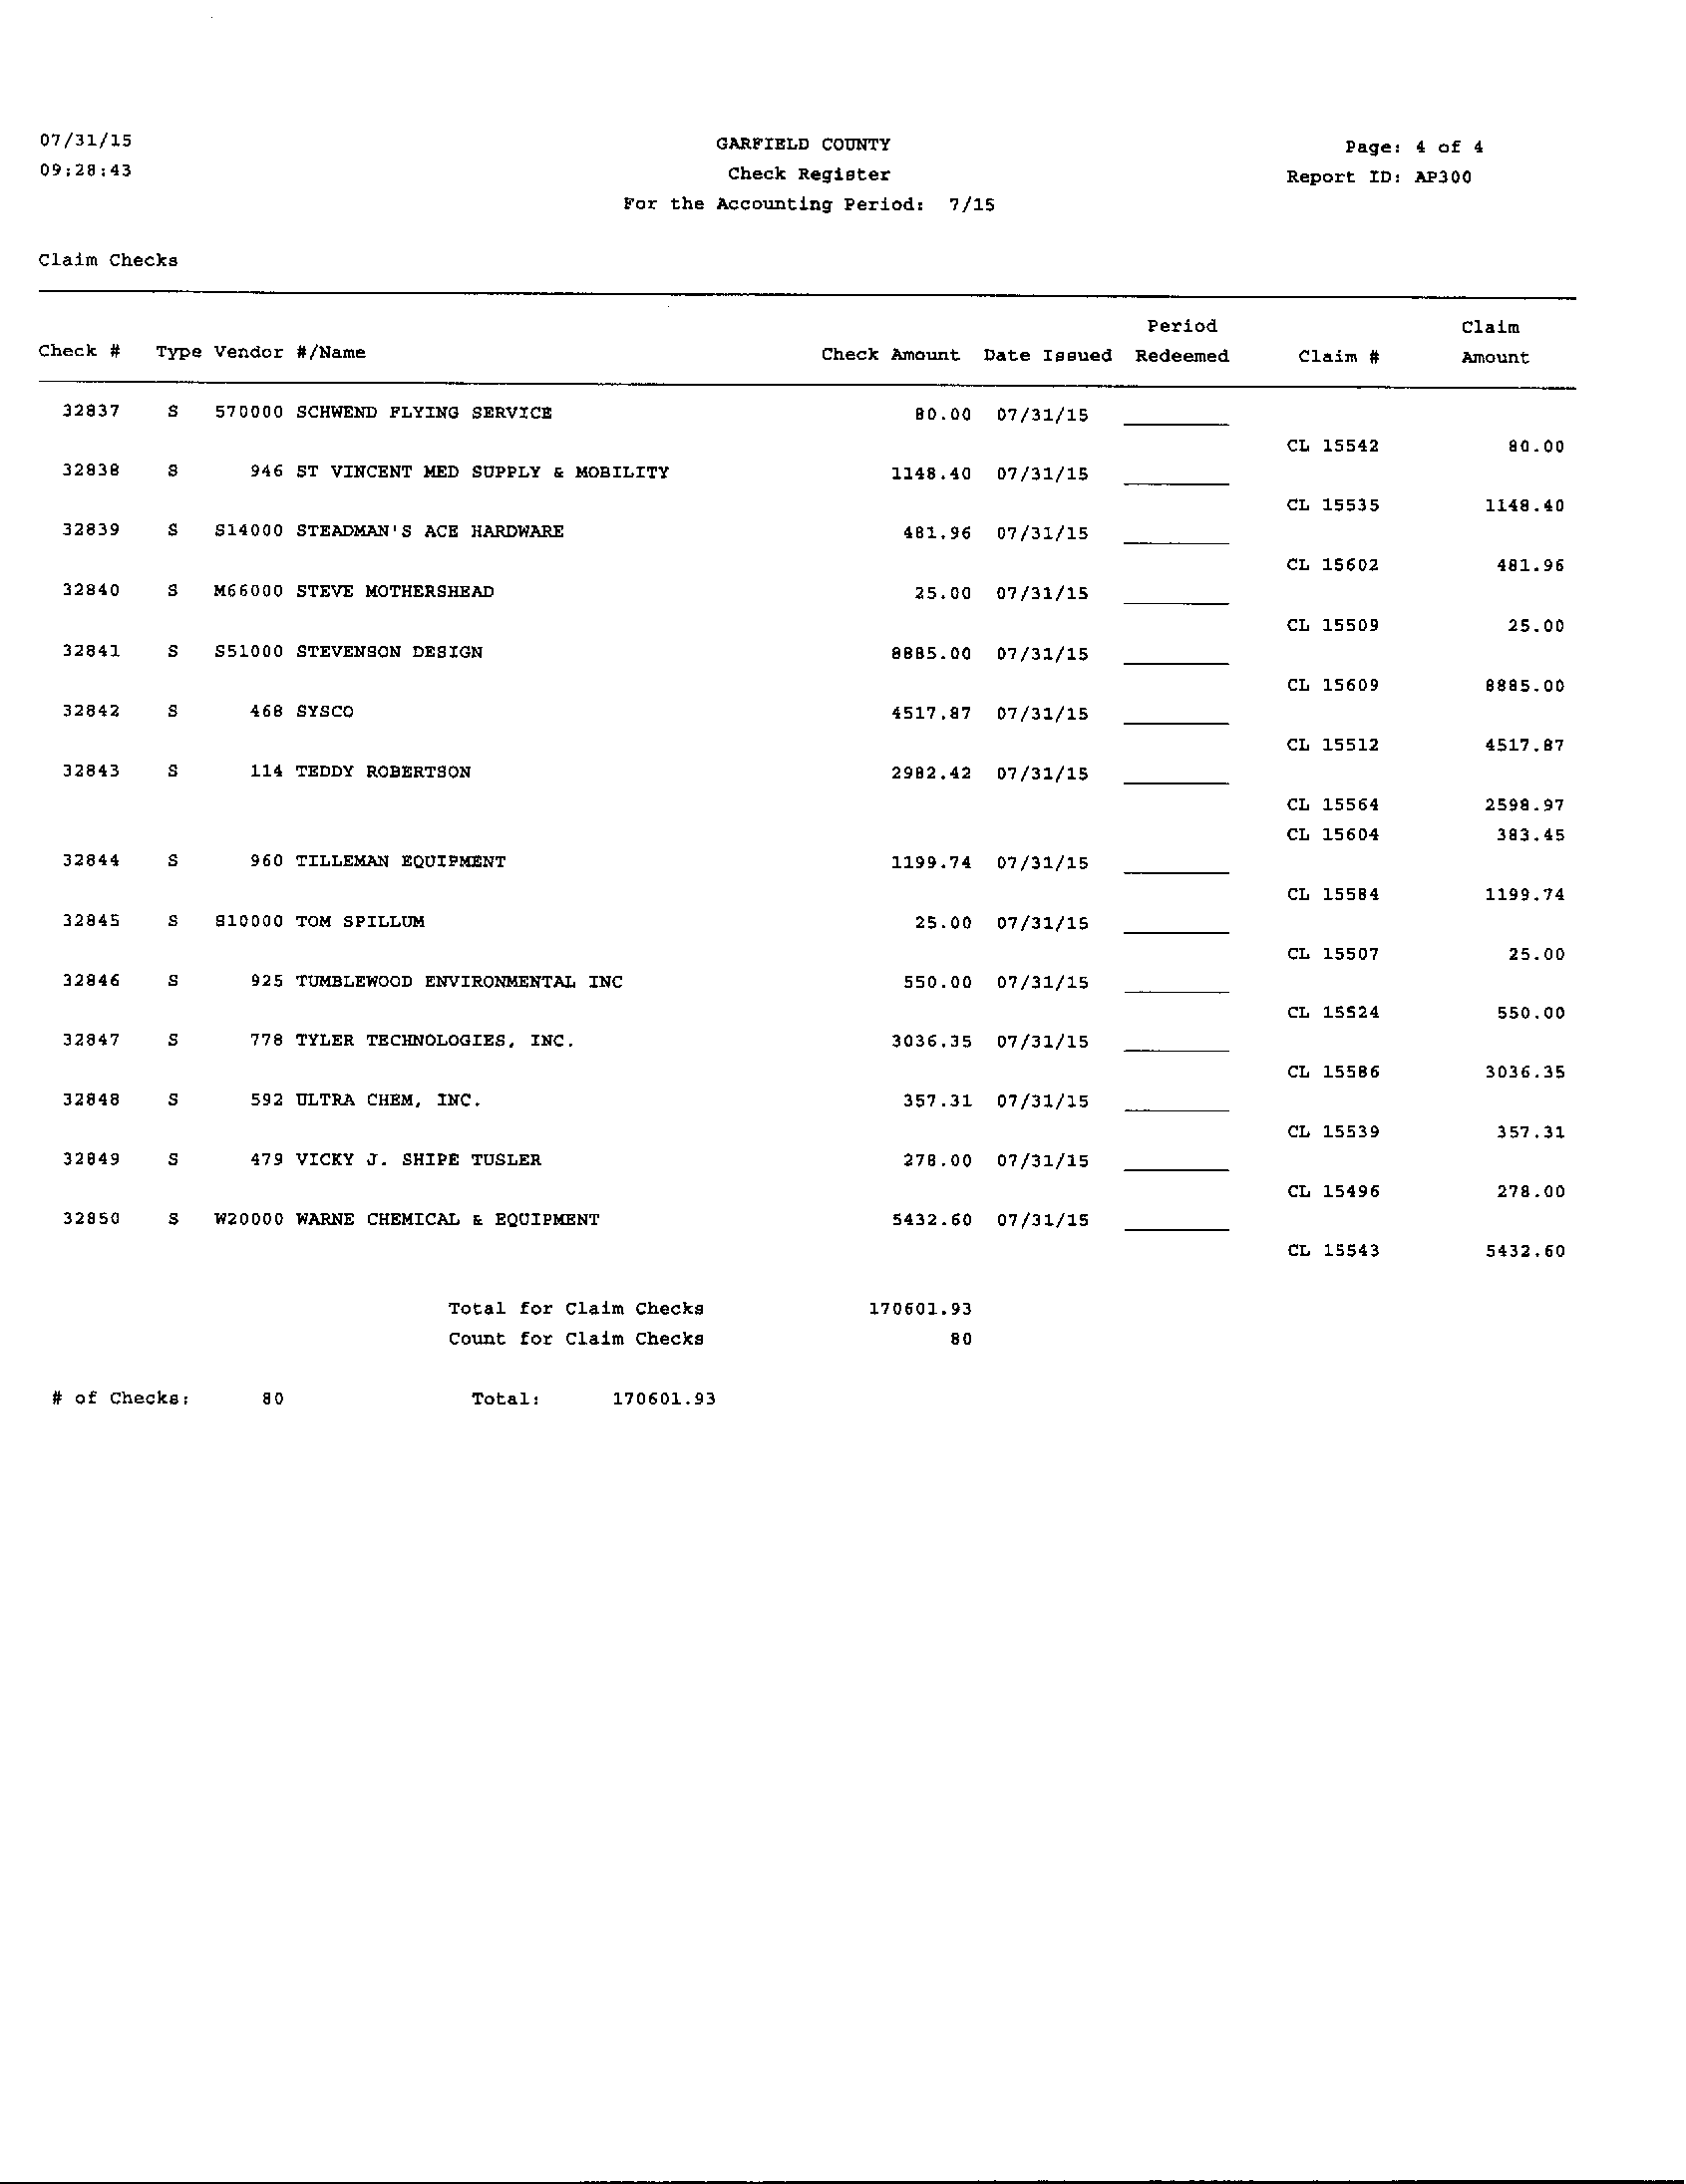 07/31/15 GARFIELD COUNTY Page: 4 of 4
09:28:43 Check Register Report ID: AP300
For the Accounting Period: 7/15
Claim Checks
Period Claim
Check # Type Vendor #/Name Check Amount Date Issued Redeemed Claim # Amount
32837 S 570000 SCHWEND FLYING SERVICE 80.00 07/31/15
CL 15542 80.00
32838 S 946 ST VINCENT MED SUPPLY & MOBILITY 1148.40 07/31/15
CL 15535 1148.40
32839 S S14000 STEADMAN'S ACE HARDWARE 481.96 07/31/15
CL 15602 481.96
32840 S M66000 STEVE MOTHERSHEAD 25.00 07/31/15
CL 15509 25.00
32841 S S51000 STEVENSON DESIGN 8885.00 07/31/15
CL 15609 8885.00
32842 S 468 SYSCO 4517.87 07/31/15
CL 15512 4517.87
32843 S 114 TEDDY ROBERTSON 2982.42 07/31/15
CL 15564 2598.97
CL 15604 383.45
32844 S 960 TILLEMAN EQUIPMENT 1199.74 07/31/15
CL 15584 1199.74
32845 S S10000 TOM SPILLUM 25.00 07/31/15
CL 15507 25.00
32846 S 925 TUMBLEWOOD ENVIRONMENTAL INC 550.00 07/31/15
CL 15524 550.00
32847 S 778 TYLER TECHNOLOGIES, INC. 3036.35 07/31/15
CL 15586 3036.35
32848 S 592 ULTRA CHEM, INC. 357.31 07/31/15
CL 15539 357.31
32849 S 479 VICKY J. SHIPE TUSLER 278.00 07/31/15
CL 15496 278.00
32850 S W20000 WARNE CHEMICAL & EQUIPMENT 5432.60 07/31/15
CL 15543 5432.60
Total for Claim Checks 170601.93
Count for Claim Checks 80
# of Checks: 80 Total: 170601.93